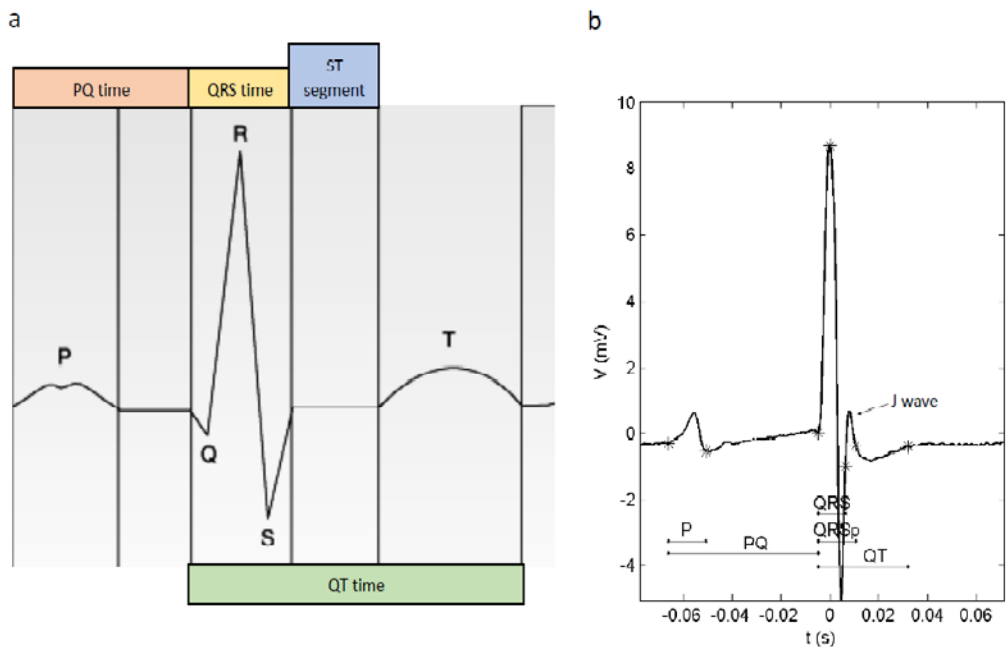 a
PQ time
QRS time
ST
segment
R
P
Q
S
T
QT time
b
10
8
6
4
2
0
-2
-4
V (mV)
J wave
QRS
P
QRSp
PQ
QT
-0.06 -0.04 -0.02 0 0.02 0.04 0.06
t (s)